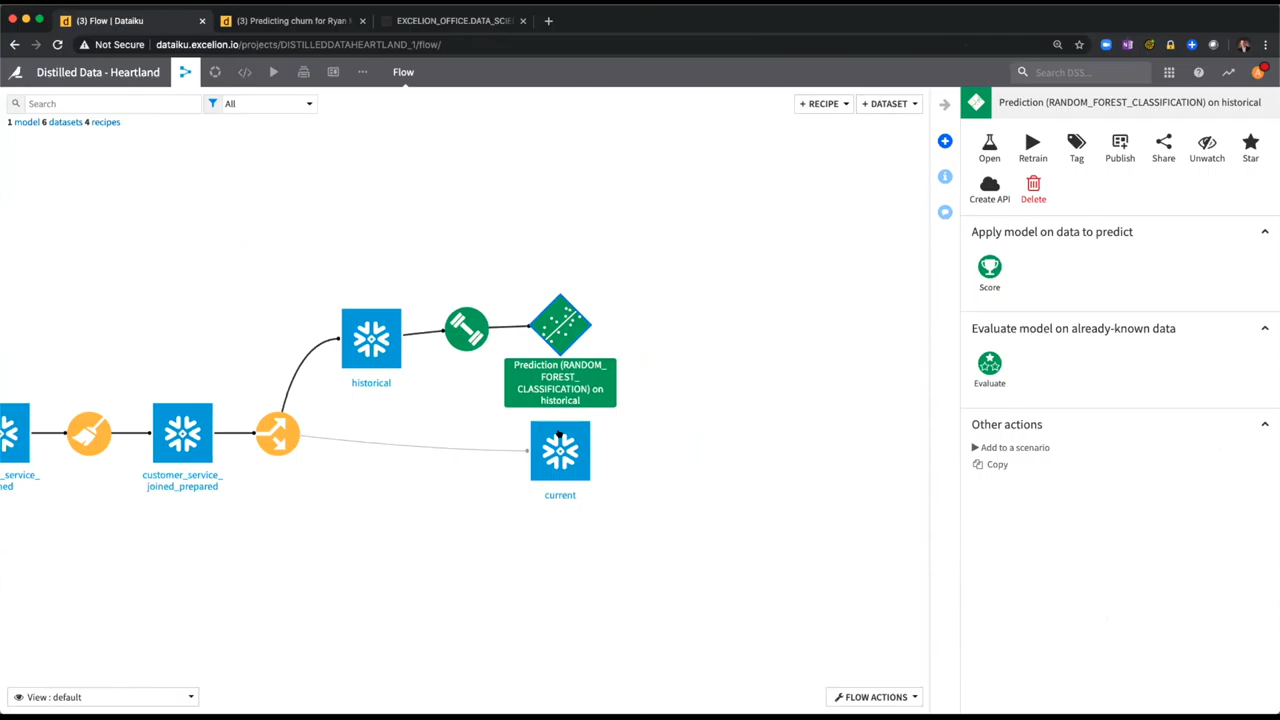 (3) Flow | Dataiku
(3) Predicting churn for Ryan M
EXCELION_OFFICE.DATA_SCIE
Not Secure
dataiku.excelion.io/projects/DISTILLEDDATAHEARTLAND_1/flow/
Distilled Data - Heartland
Flow
Search DSS...
Search
All
+ RECIPE
+ DATASET
1 model 6 datasets 4 recipes
Prediction (RANDOM_FOREST_CLASSIFICATION) on historical
Open
Retrain
Tag
Publish
Share
Unwatch
Star
Create API
Delete
Apply model on data to predict
Score
Evaluate model on already-known data
Evaluate
Other actions
Add to a scenario
Copy
historical
Prediction (RANDOM_
FOREST_
CLASSIFICATION) on
historical
_service_
ned
customer_service_
joined_prepared
current
View : default
FLOW ACTIONS